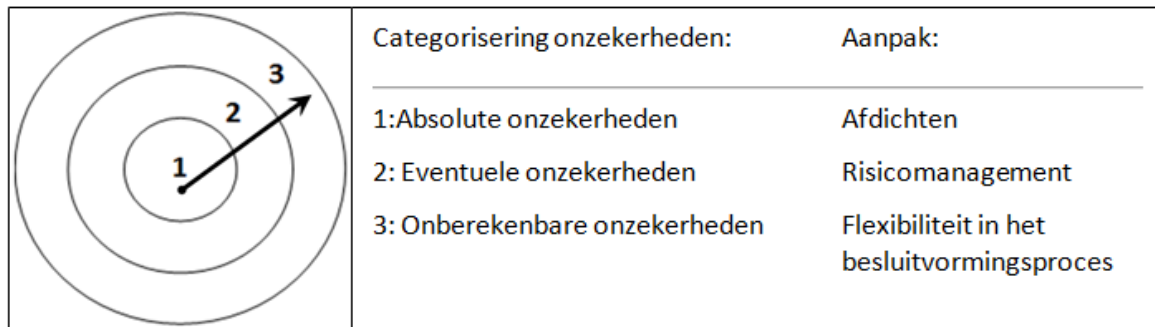 3
2
1
Categorisering onzekerheden: Aanpak:
1:Absolute onzekerheden Afdichten
2: Eventuele onzekerheden Risicomanagement
3: Onberekenbare onzekerheden Flexibiliteit in het
besluitvormingsproces